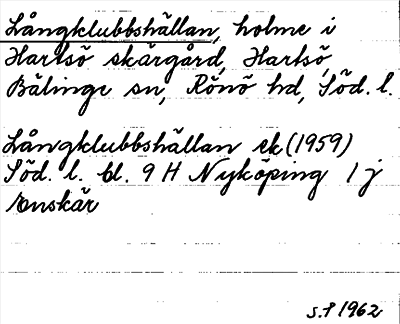 Långklubbshällan, holme i
Hartsö skärgård, Hartsö,
Bälinge sn, Rönö hd, Söd. l.
Långklubbshällan ek (1959)
Söd. l. bl. 9 H Nyköping 1 j
Enskär
S.F 1962